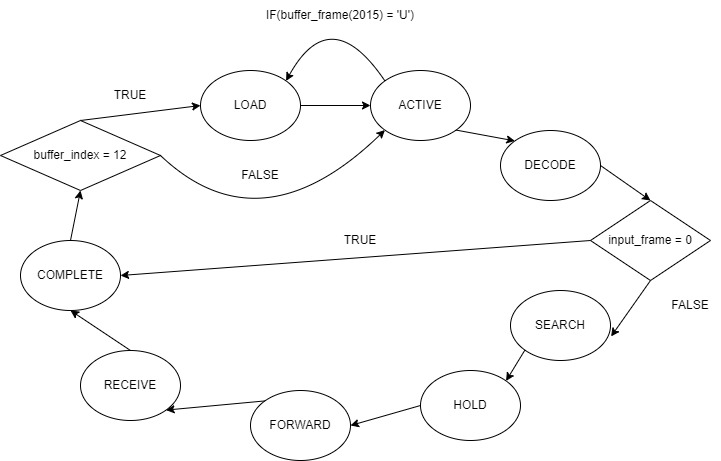 IF(buffer_frame(2015) = 'U')
TRUE
LOAD
ACTIVE
buffer_index = 12
FALSE
DECODE
TRUE
input_frame = 0
COMPLETE
FALSE
SEARCH
RECEIVE
HOLD
FORWARD